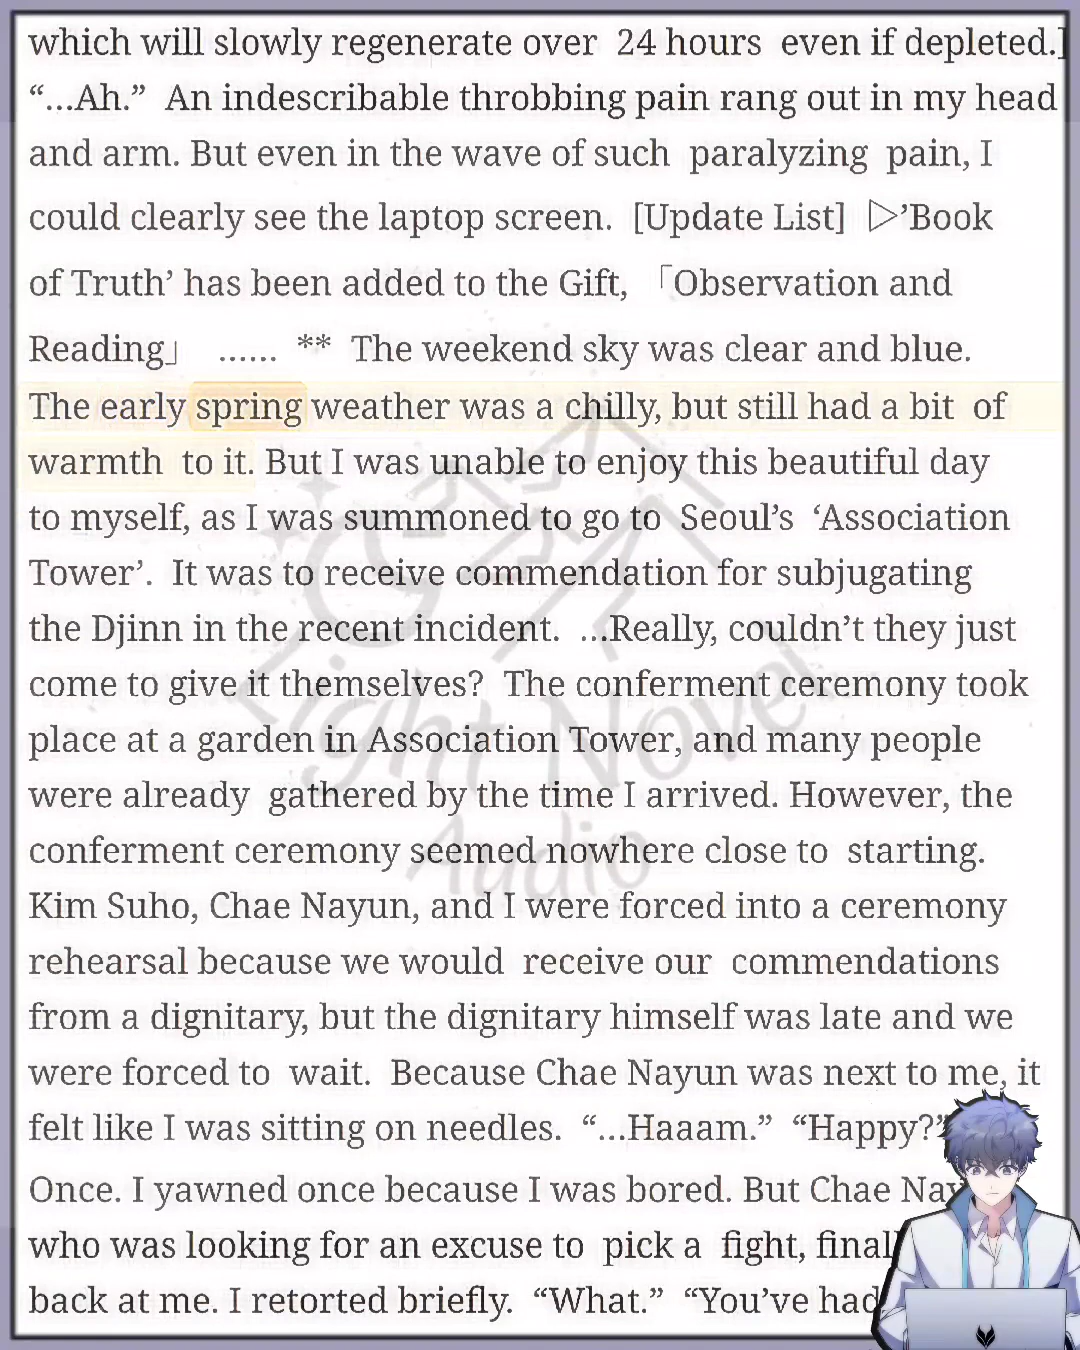 which will slowly regenerate over 24 hours even if depleted.]
“…Ah.” An indescribable throbbing pain rang out in my head
and arm. But even in the wave of such paralyzing pain, I
could clearly see the laptop screen. [Update List] ▷’Book
of Truth’ has been added to the Gift, 「Observation and
Reading」 …… ** The weekend sky was clear and blue.
The early spring weather was a chilly, but still had a bit of
warmth to it. But I was unable to enjoy this beautiful day
to myself, as I was summoned to go to Seoul’s ‘Association
Tower’. It was to receive commendation for subjugating
the Djinn in the recent incident. …Really, couldn’t they just
come to give it themselves? The conferment ceremony took
place at a garden in Association Tower, and many people
were already gathered by the time I arrived. However, the
conferment ceremony seemed nowhere close to starting.
Kim Suho, Chae Nayun, and I were forced into a ceremony
rehearsal because we would receive our commendations
from a dignitary, but the dignitary himself was late and we
were forced to wait. Because Chae Nayun was next to me, it
felt like I was sitting on needles. “…Haaam.” “Happy?”
Once. I yawned once because I was bored. But Chae
who was looking for an excuse to pick a fight,
back at me. I retorted briefly. “What.” “You’ve had
Light Novel
Audio